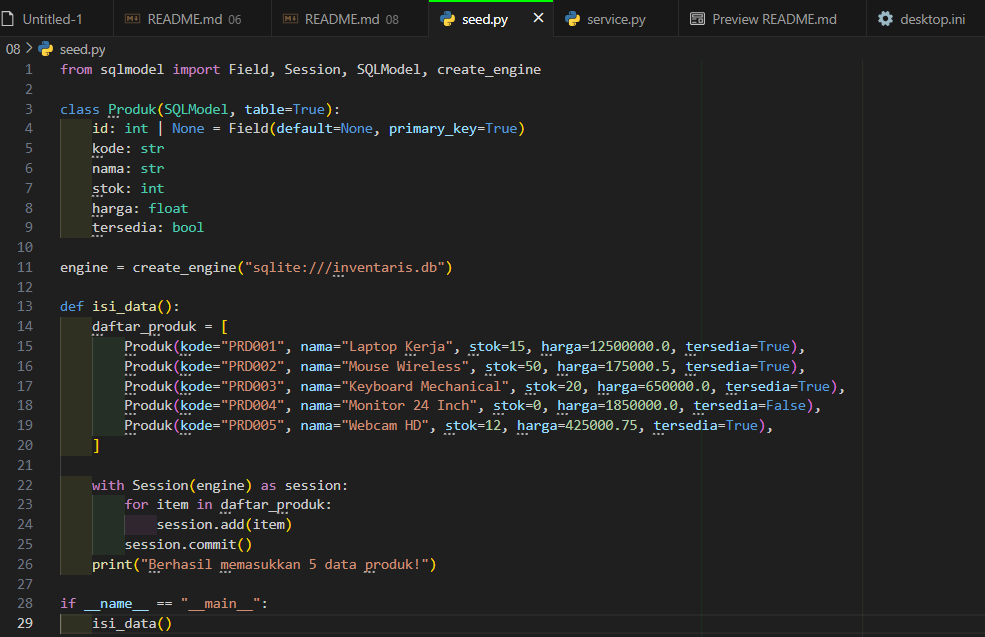 Untitled-1 README.md 06 README.md 08 seed.py service.py Preview README.md desktop.ini
08 > seed.py
1 from sqlmodel import Field, Session, SQLModel, create_engine
2
3 class Produk(SQLModel, table=True):
4     id: int | None = Field(default=None, primary_key=True)
5     kode: str
6     nama: str
7     stok: int
8     harga: float
9     tersedia: bool
10
11 engine = create_engine("sqlite:///inventaris.db")
12
13 def isi_data():
14     daftar_produk = [
15         Produk(kode="PRD001", nama="Laptop Kerja", stok=15, harga=12500000.0, tersedia=True),
16         Produk(kode="PRD002", nama="Mouse Wireless", stok=50, harga=175000.5, tersedia=True),
17         Produk(kode="PRD003", nama="Keyboard Mechanical", stok=20, harga=650000.0, tersedia=True),
18         Produk(kode="PRD004", nama="Monitor 24 Inch", stok=0, harga=1850000.0, tersedia=False),
19         Produk(kode="PRD005", nama="Webcam HD", stok=12, harga=425000.75, tersedia=True),
20     ]
21
22     with Session(engine) as session:
23         for item in daftar_produk:
24             session.add(item)
25         session.commit()
26     print("Berhasil memasukkan 5 data produk!")
27
28 if __name__ == "__main__":
29     isi_data()